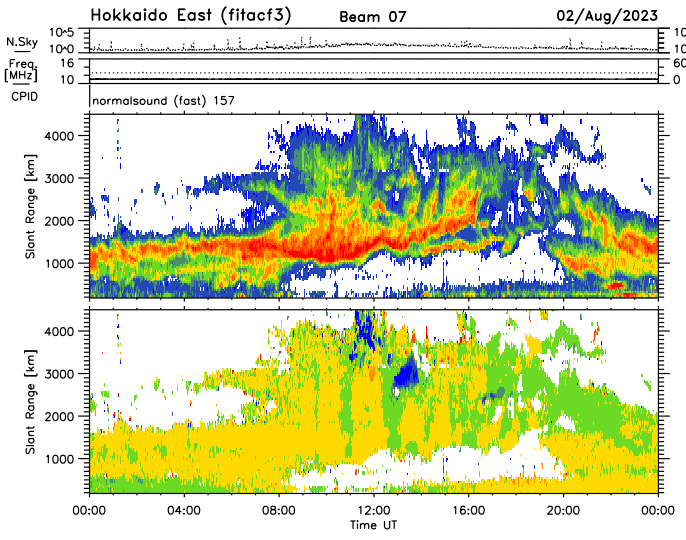 Hokkaido East (fitacf3) Beam 07 02/Aug/2023
N.Sky 10^5 10^0
Freq. [MHz] 16 10 60 0
CPID normalsound (fast) 157
Slant Range [km] 4000 3000 2000 1000
Slant Range [km] 4000 3000 2000 1000
00:00 04:00 08:00 12:00 16:00 20:00 00:00
Time UT